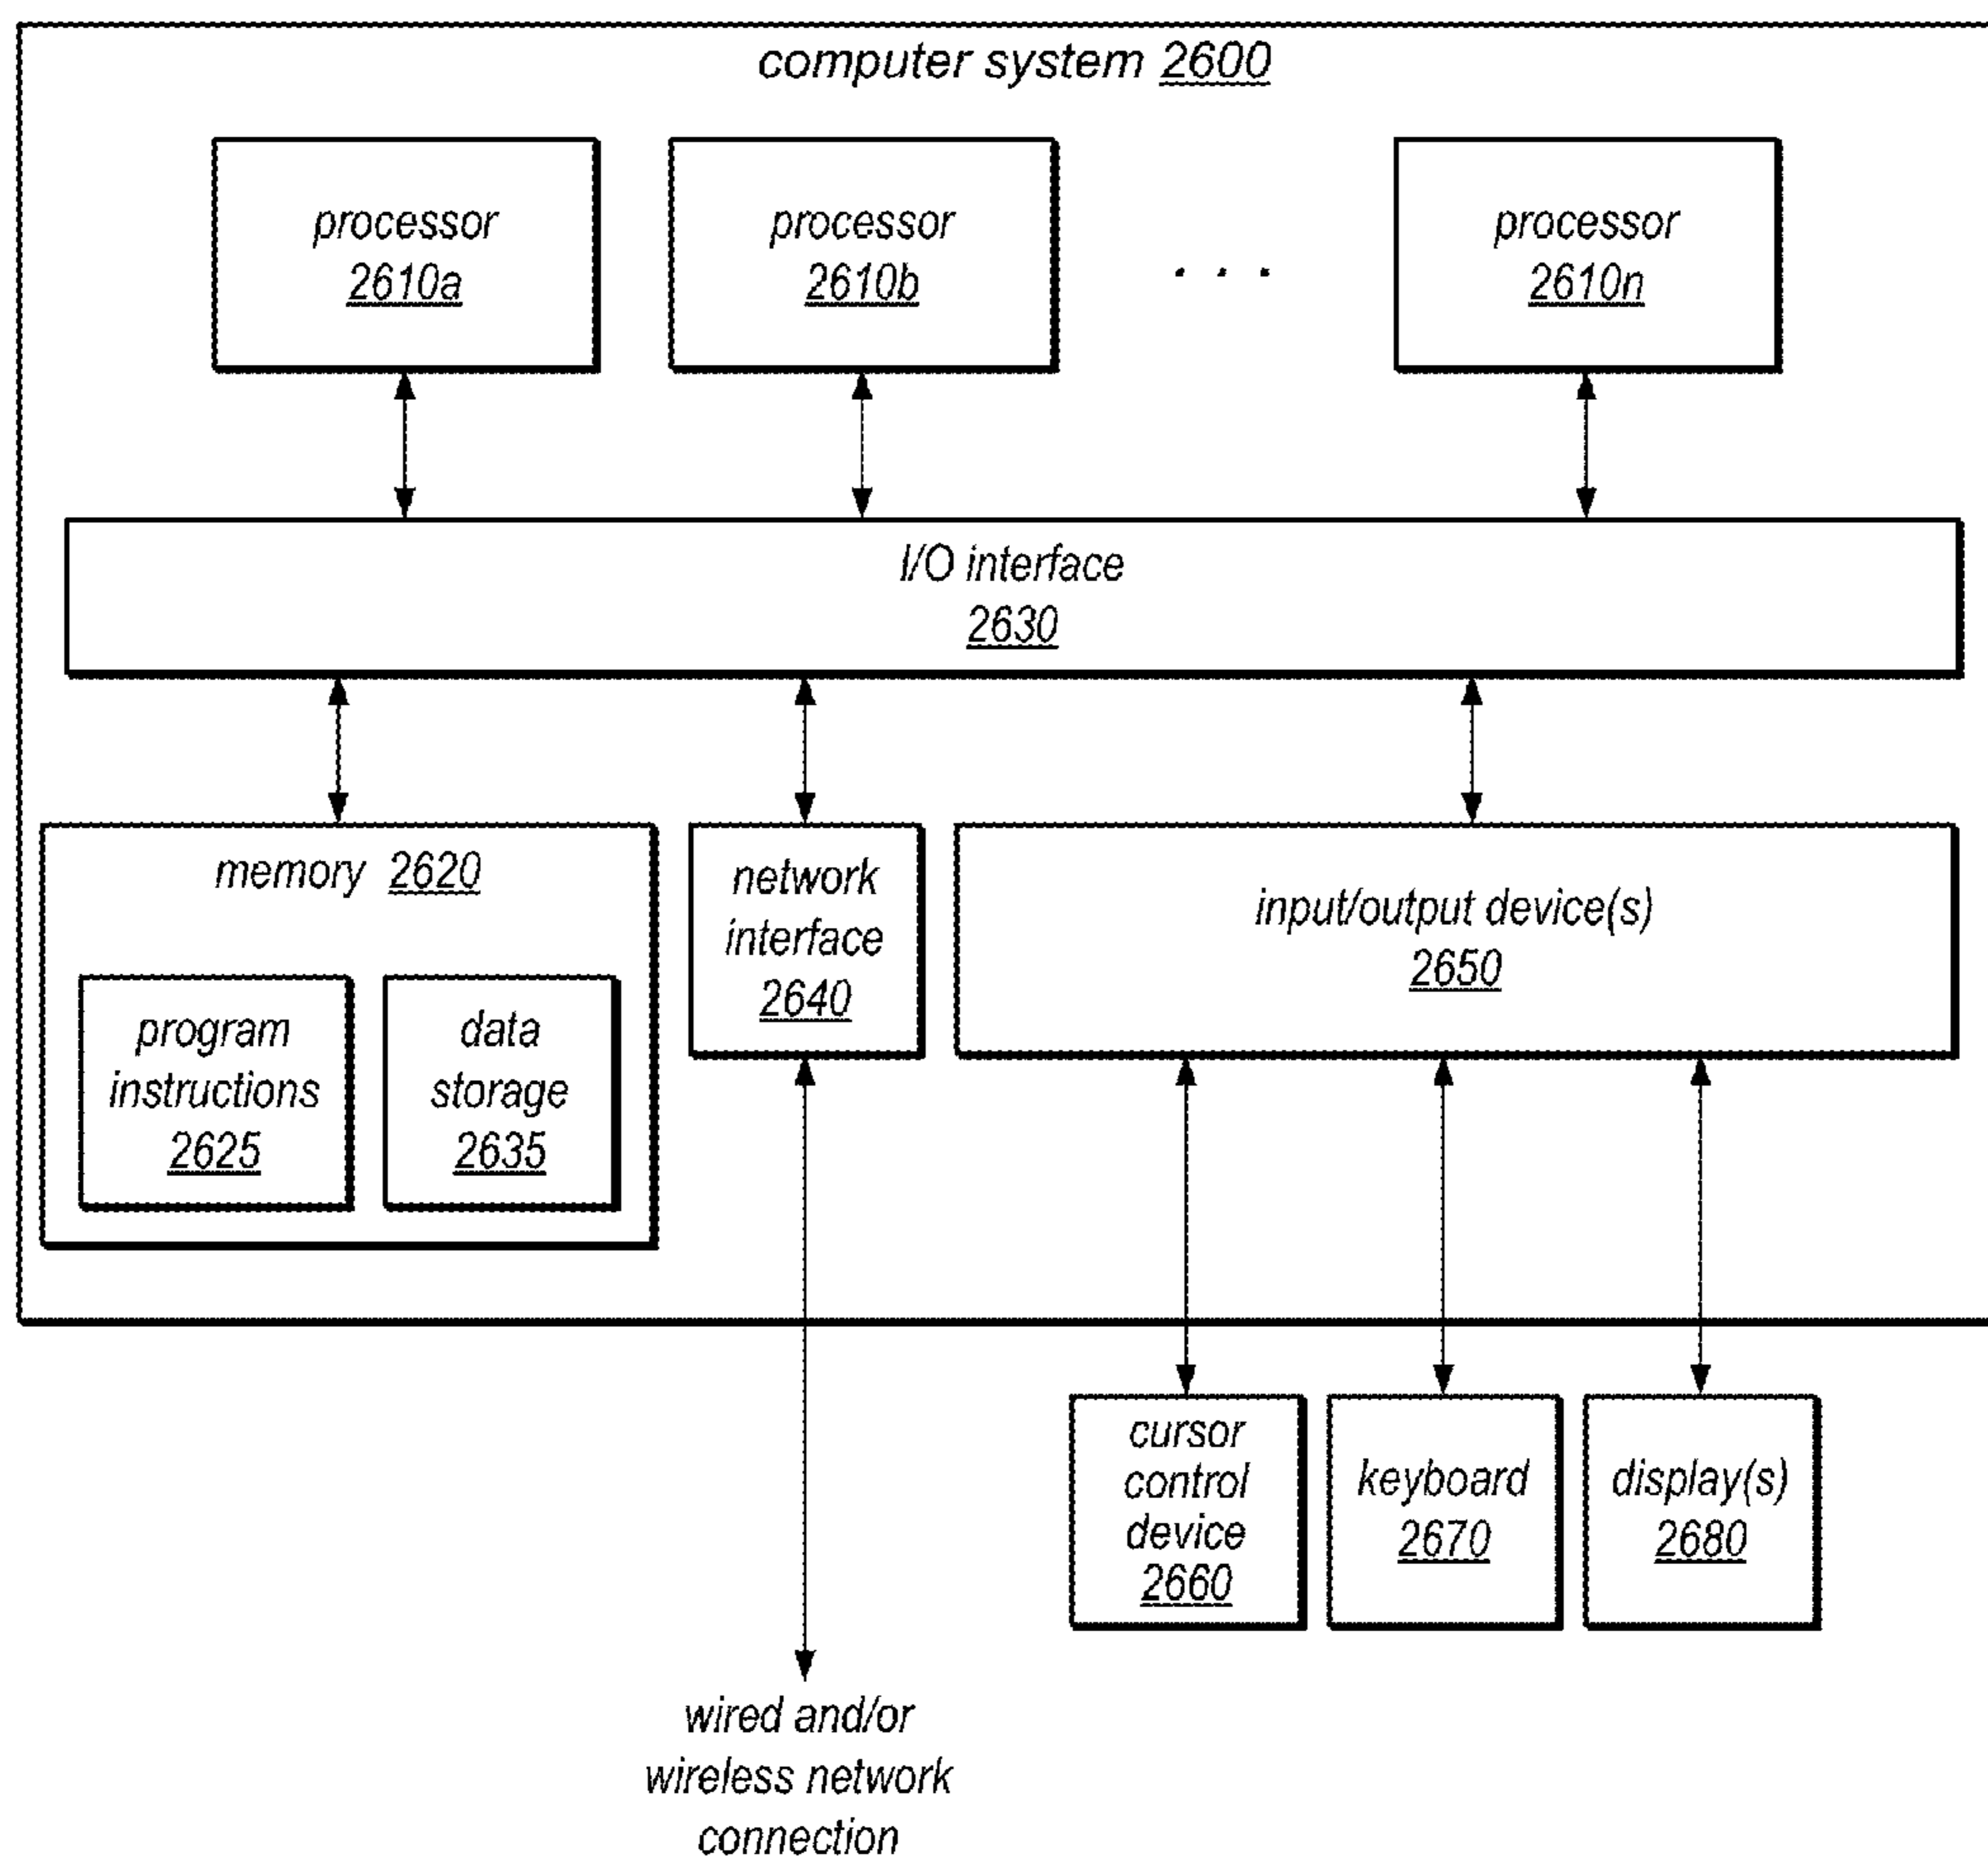 computer system 2600
processor
2610a
processor
2610b
. . .
processor
2610n
I/O interface
2630
memory 2620
program
instructions
2625
data
storage
2635
network
interface
2640
input/output device(s)
2650
cursor
control
device
2660
keyboard
2670
display(s)
2680
wired and/or
wireless network
connection